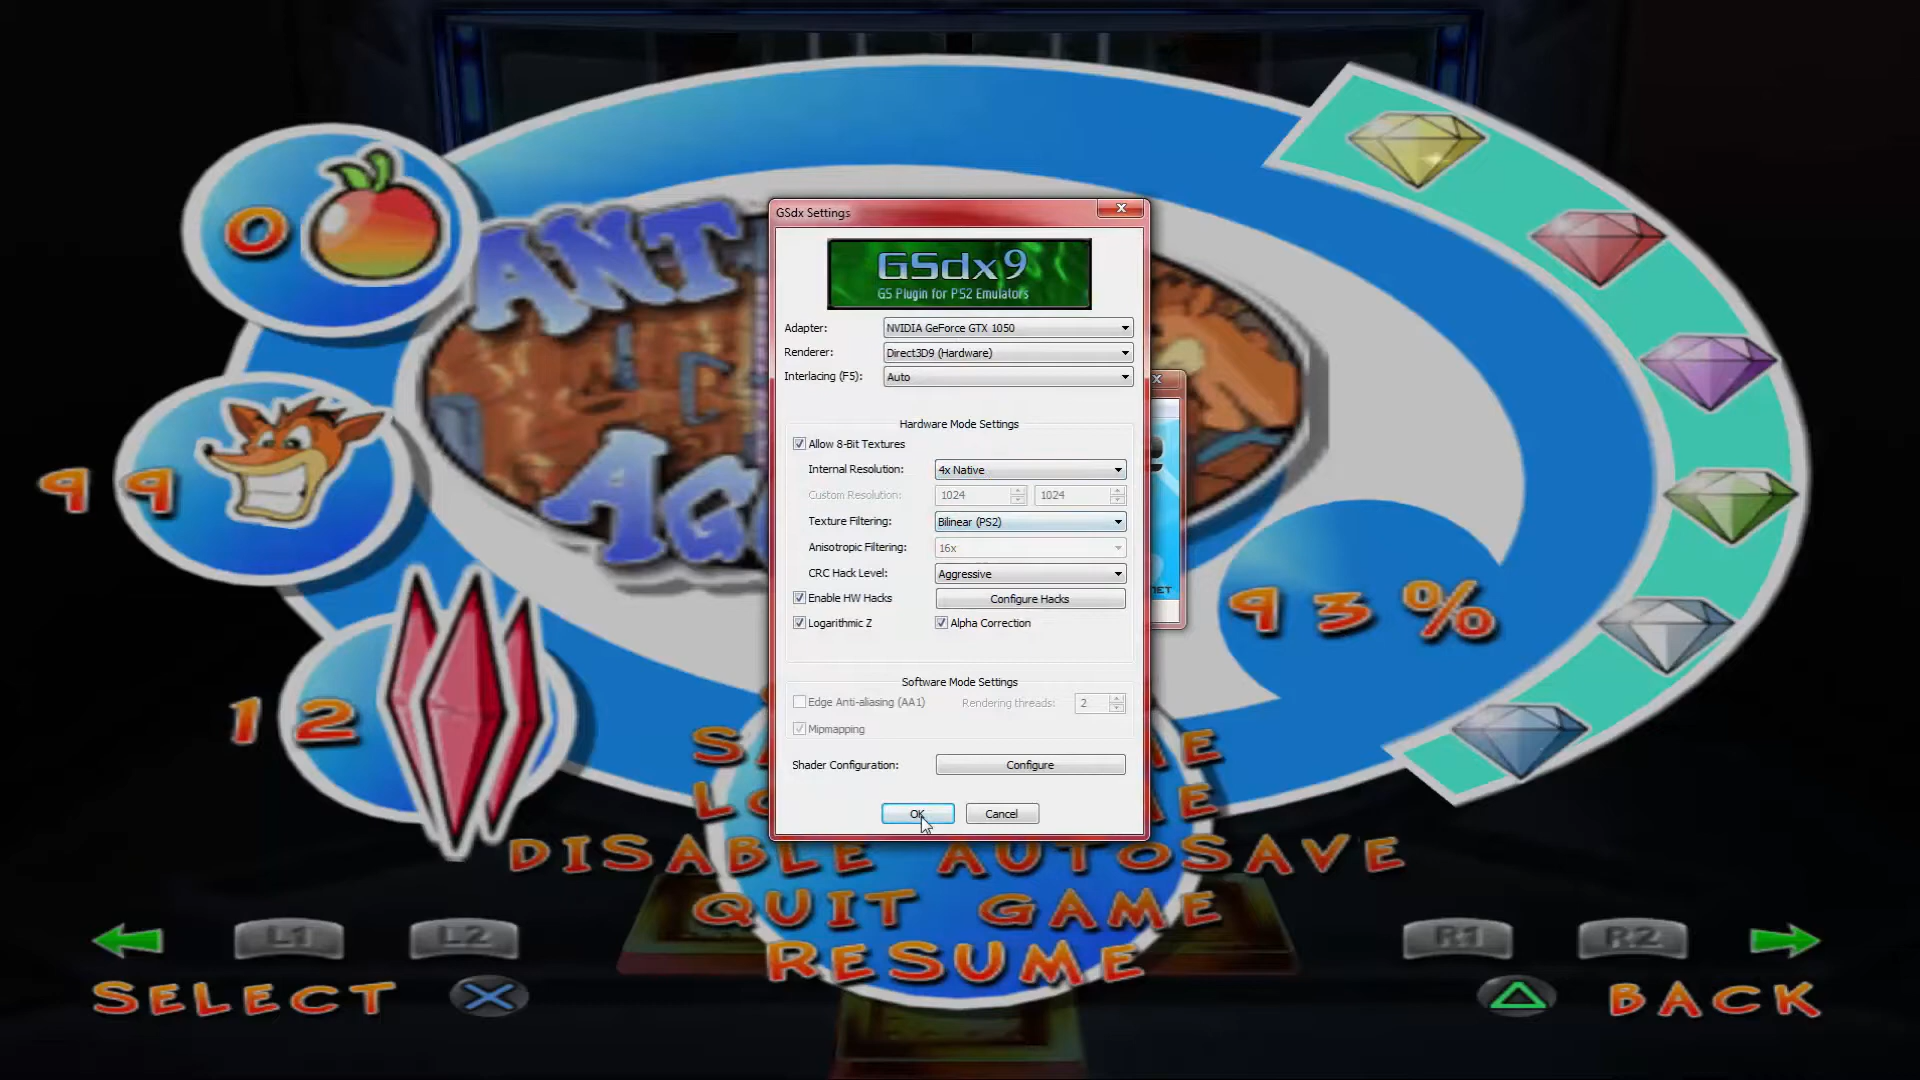 GSdx Settings
GSdx9
GS Plugin for PS2 Emulators
Adapter: NVIDIA GeForce GTX 1050
Renderer: Direct3D9 (Hardware)
Interlacing (F5): Auto
Hardware Mode Settings
Allow 8-Bit Textures
Internal Resolution: 4x Native
Custom Resolution: 1024 1024
Texture Filtering: Bilinear (PS2)
Anisotropic Filtering: 16x
CRC Hack Level: Aggressive
Enable HW Hacks Configure Hacks
Logarithmic Z Alpha Correction
Software Mode Settings
Edge Anti-aliasing (AA1) Rendering threads: 2
Mipmapping
Shader Configuration: Configure
OK Cancel
0
ANT
99
93%
12
DISABLE AUTOSAVE
QUIT GAME
RESUME
L1 L2 R1 R2
SELECT BACK